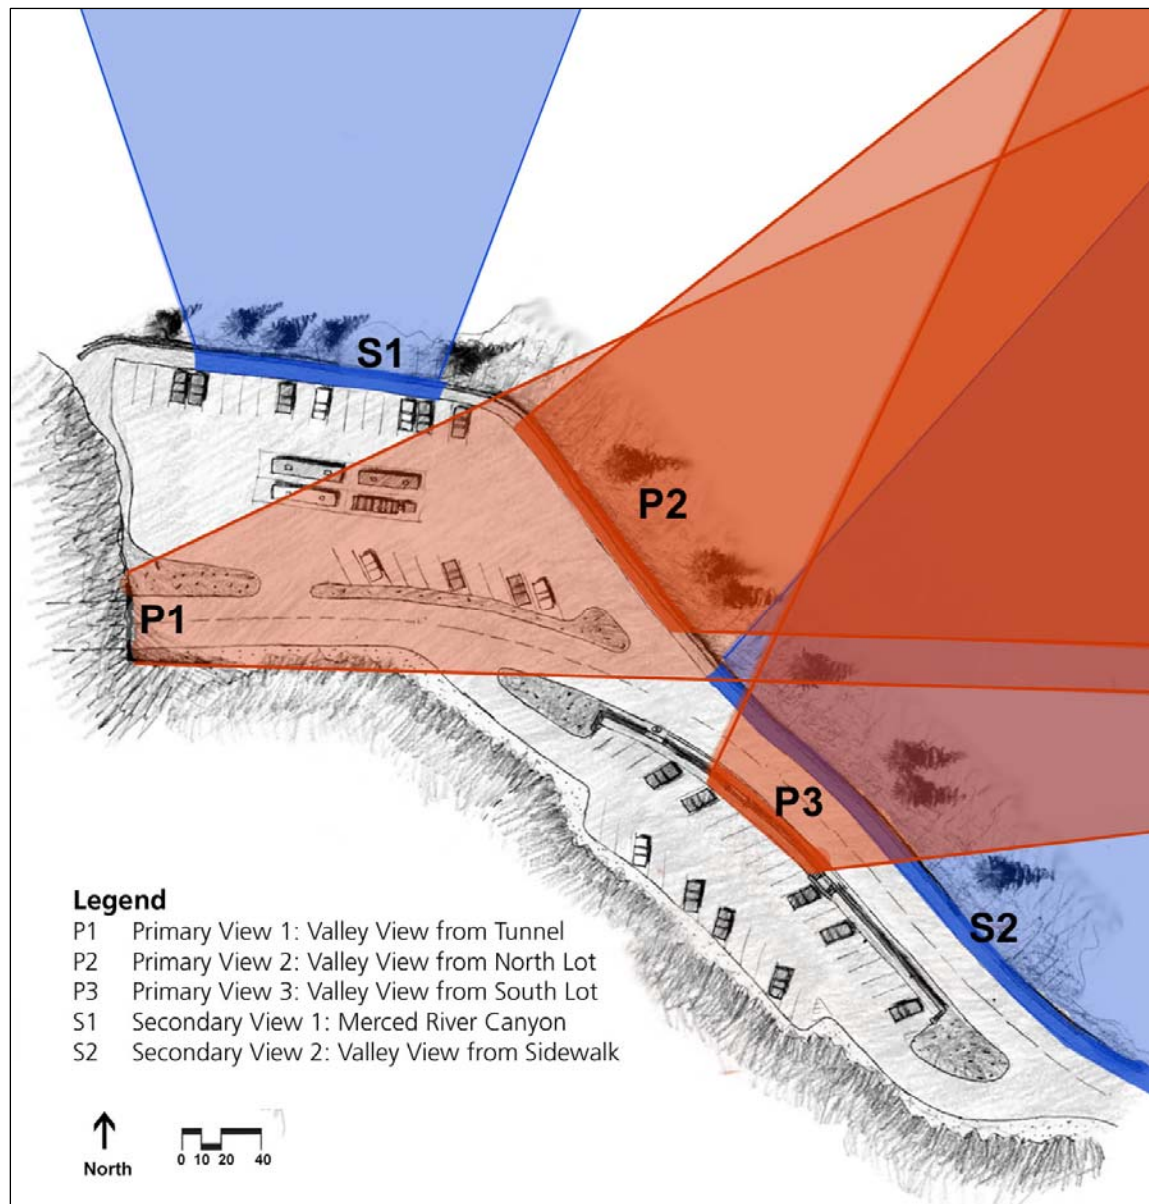 S1
P2
P1
P3
S2
Legend
P1 Primary View 1: Valley View from Tunnel
P2 Primary View 2: Valley View from North Lot
P3 Primary View 3: Valley View from South Lot
S1 Secondary View 1: Merced River Canyon
S2 Secondary View 2: Valley View from Sidewalk
North
0 10 20 40